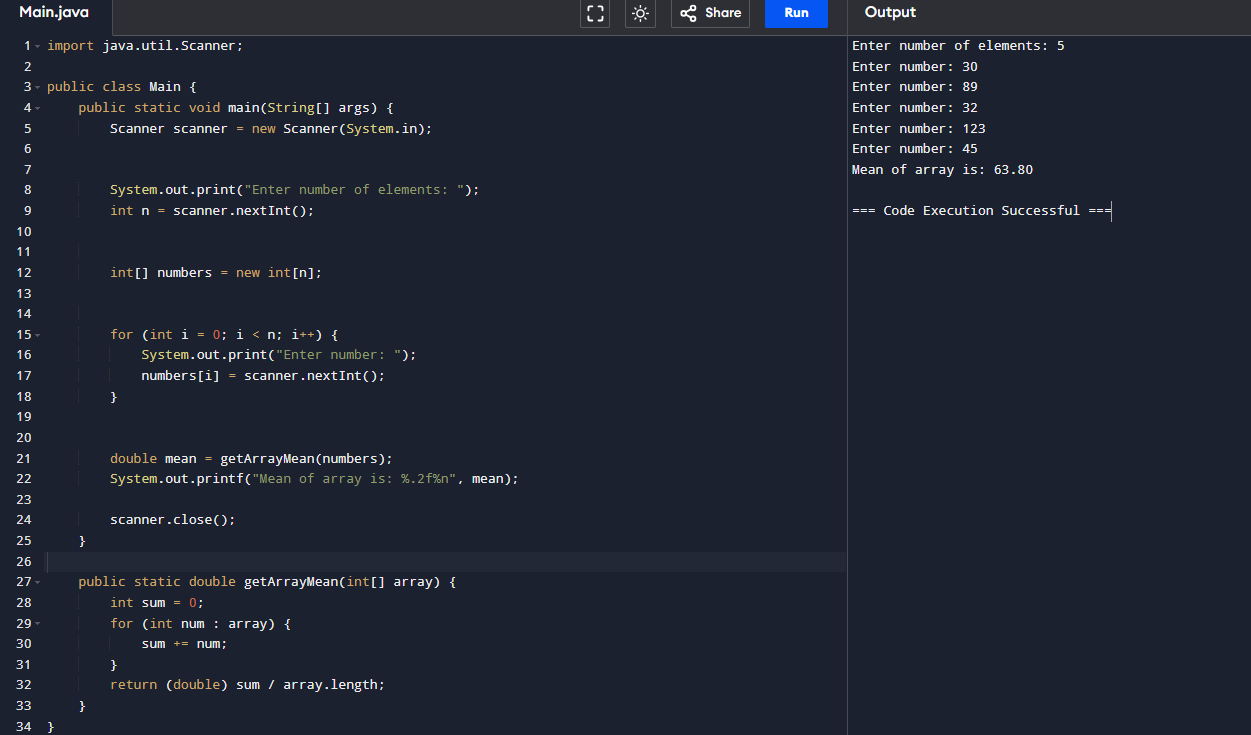 Main.java
Share
Run
Output
1 import java.util.Scanner;
2
3 public class Main {
4     public static void main(String[] args) {
5         Scanner scanner = new Scanner(System.in);
6
7
8         System.out.print("Enter number of elements: ");
9         int n = scanner.nextInt();
10
11
12         int[] numbers = new int[n];
13
14
15         for (int i = 0; i < n; i++) {
16             System.out.print("Enter number: ");
17             numbers[i] = scanner.nextInt();
18         }
19
20
21         double mean = getArrayMean(numbers);
22         System.out.printf("Mean of array is: %.2f%n", mean);
23
24         scanner.close();
25     }
26
27     public static double getArrayMean(int[] array) {
28         int sum = 0;
29         for (int num : array) {
30             sum += num;
31         }
32         return (double) sum / array.length;
33     }
34 }
Enter number of elements: 5
Enter number: 30
Enter number: 89
Enter number: 32
Enter number: 123
Enter number: 45
Mean of array is: 63.80
=== Code Execution Successful ===